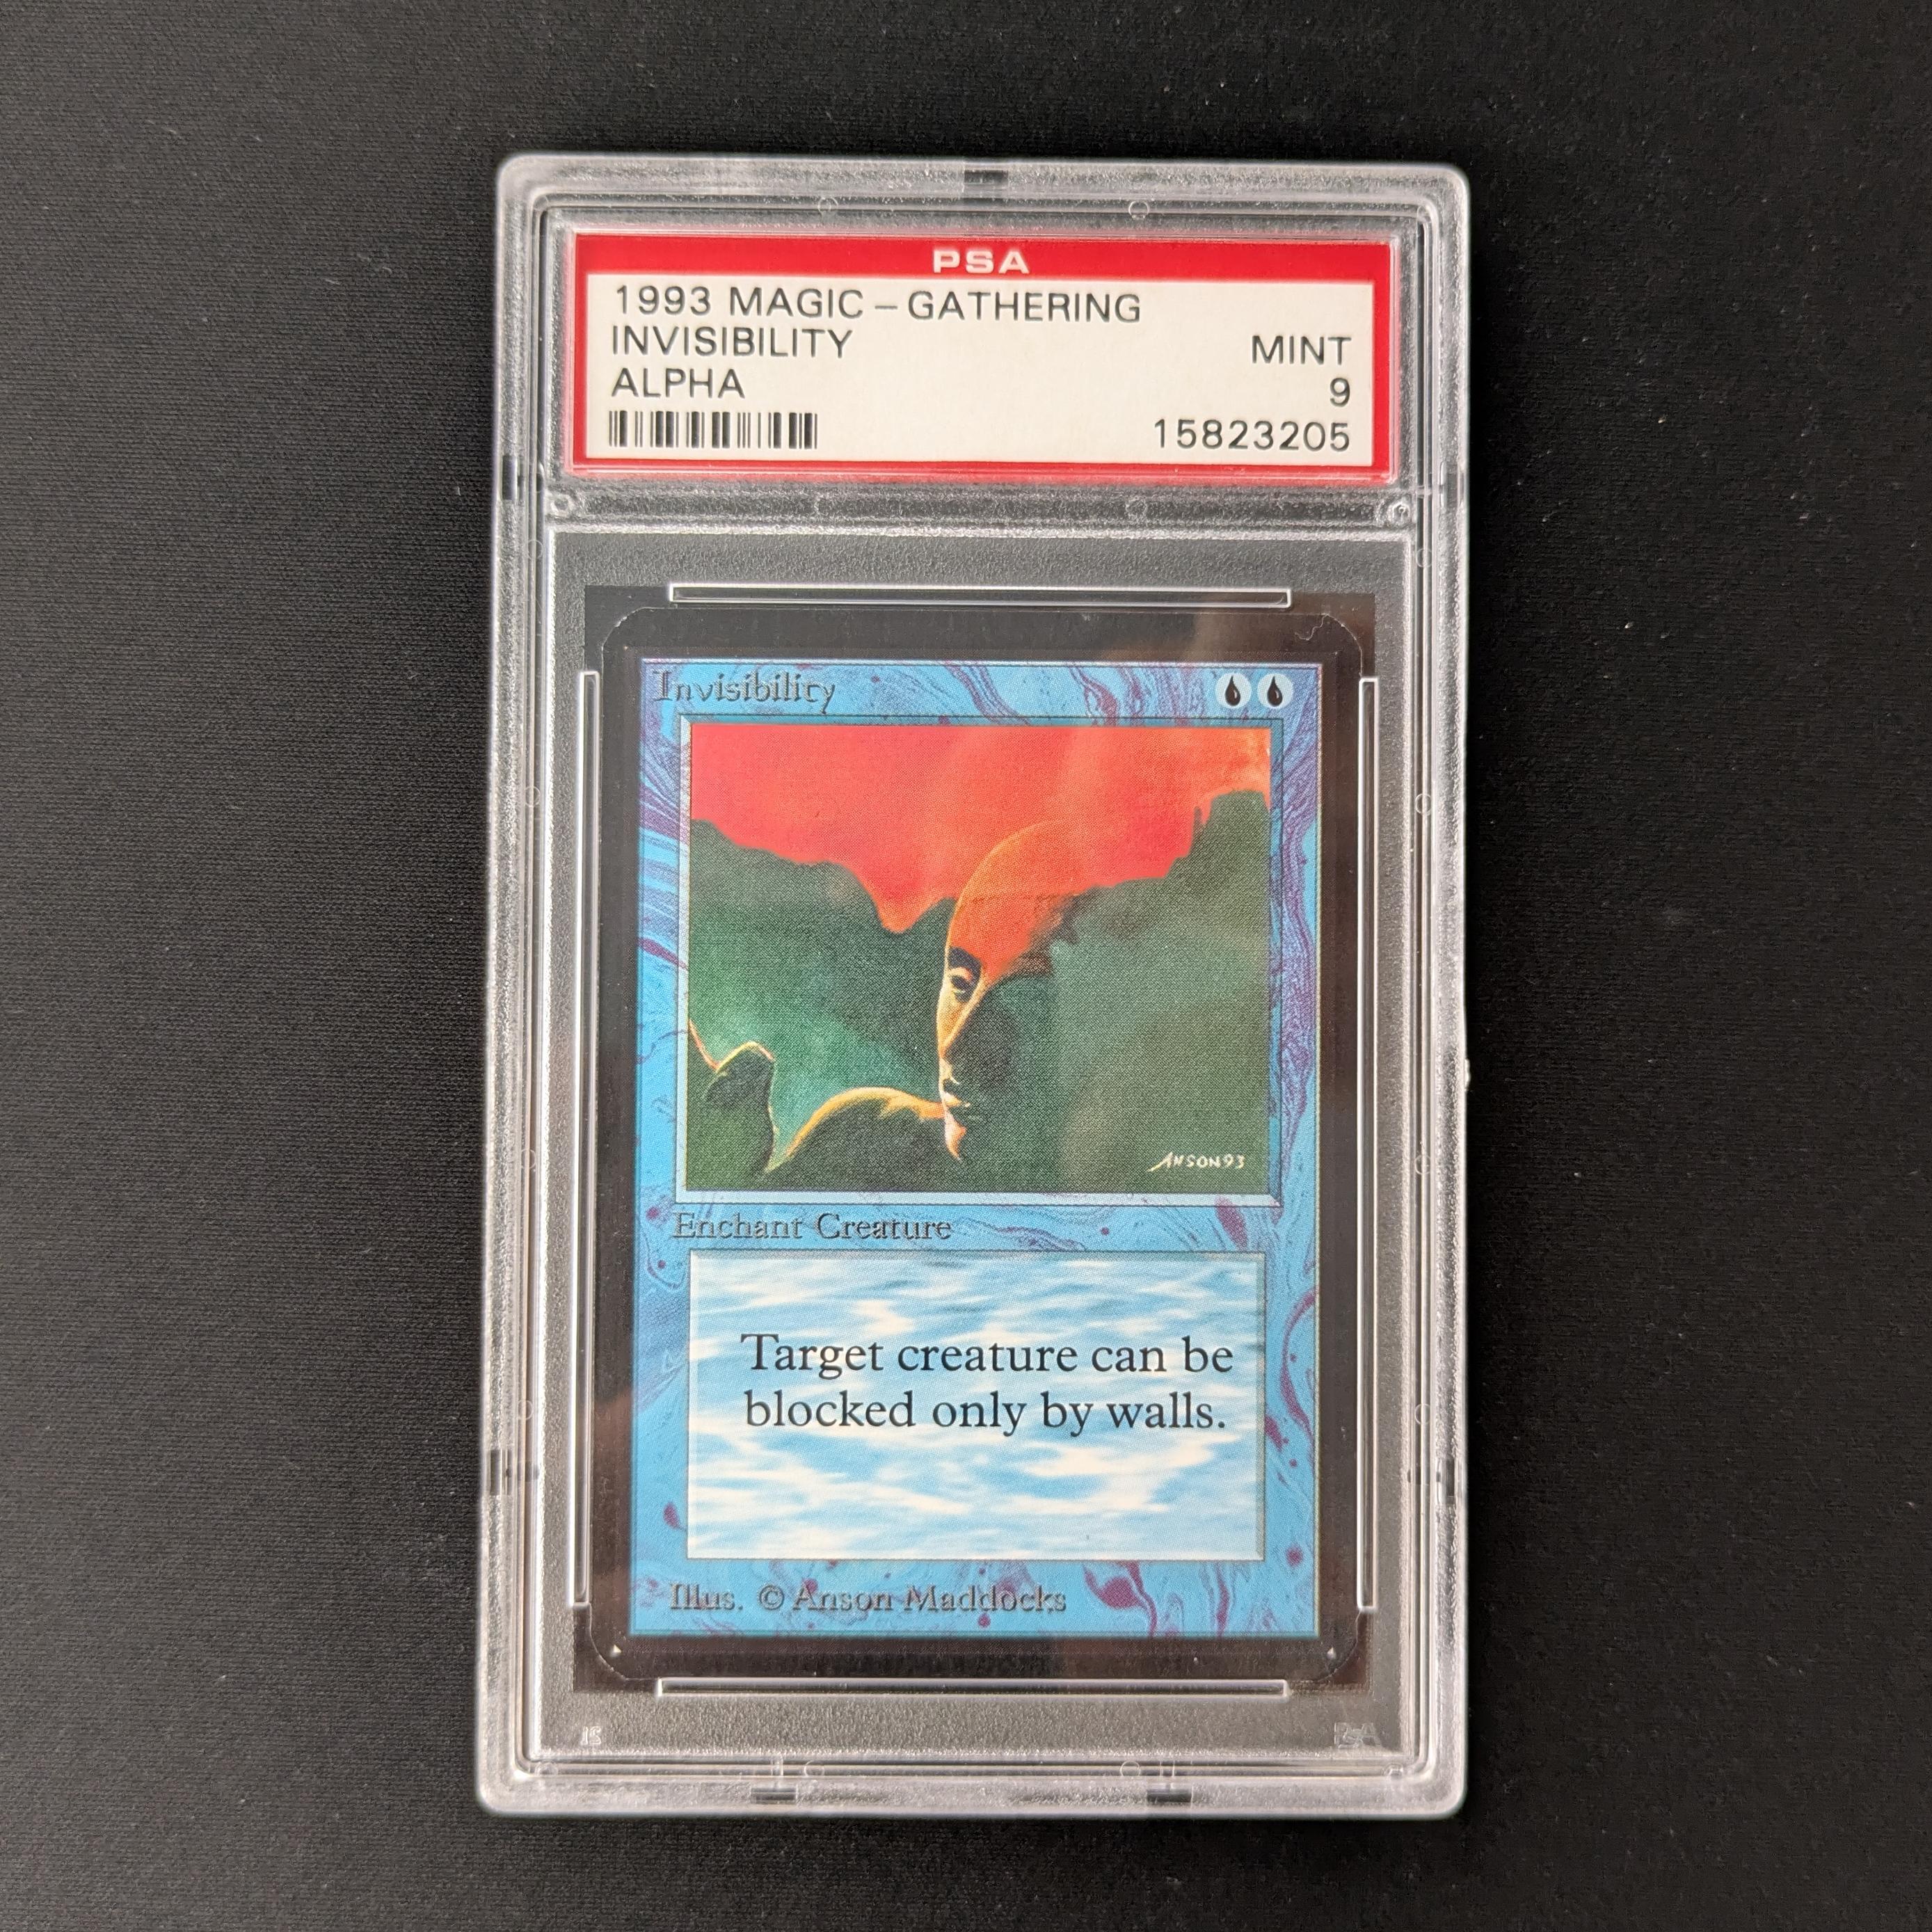 PSA
1993 MAGIC – GATHERING
INVISIBILITY
MINT
ALPHA
9
15823205
Invisibility
ANSON93
Enchant Creature
Target creature can be
blocked only by walls.
Illus. © Anson Maddocks
PSA